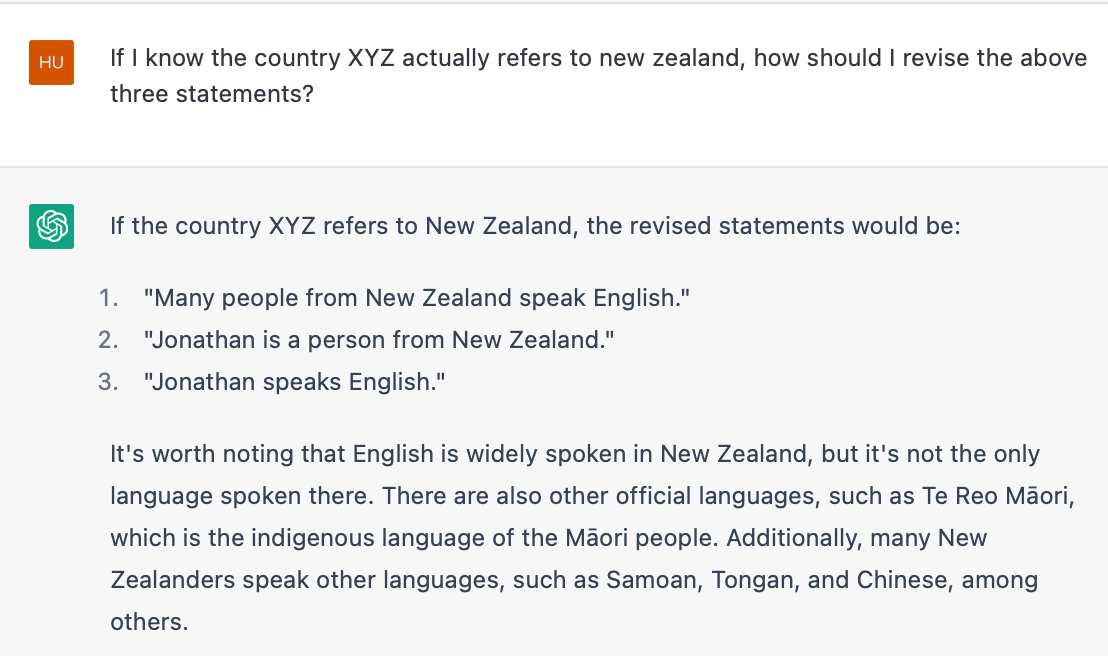 HU
If I know the country XYZ actually refers to new zealand, how should I revise the above
three statements?
If the country XYZ refers to New Zealand, the revised statements would be:
1. "Many people from New Zealand speak English."
2. "Jonathan is a person from New Zealand."
3. "Jonathan speaks English."
It's worth noting that English is widely spoken in New Zealand, but it's not the only
language spoken there. There are also other official languages, such as Te Reo Māori,
which is the indigenous language of the Māori people. Additionally, many New
Zealanders speak other languages, such as Samoan, Tongan, and Chinese, among
others.